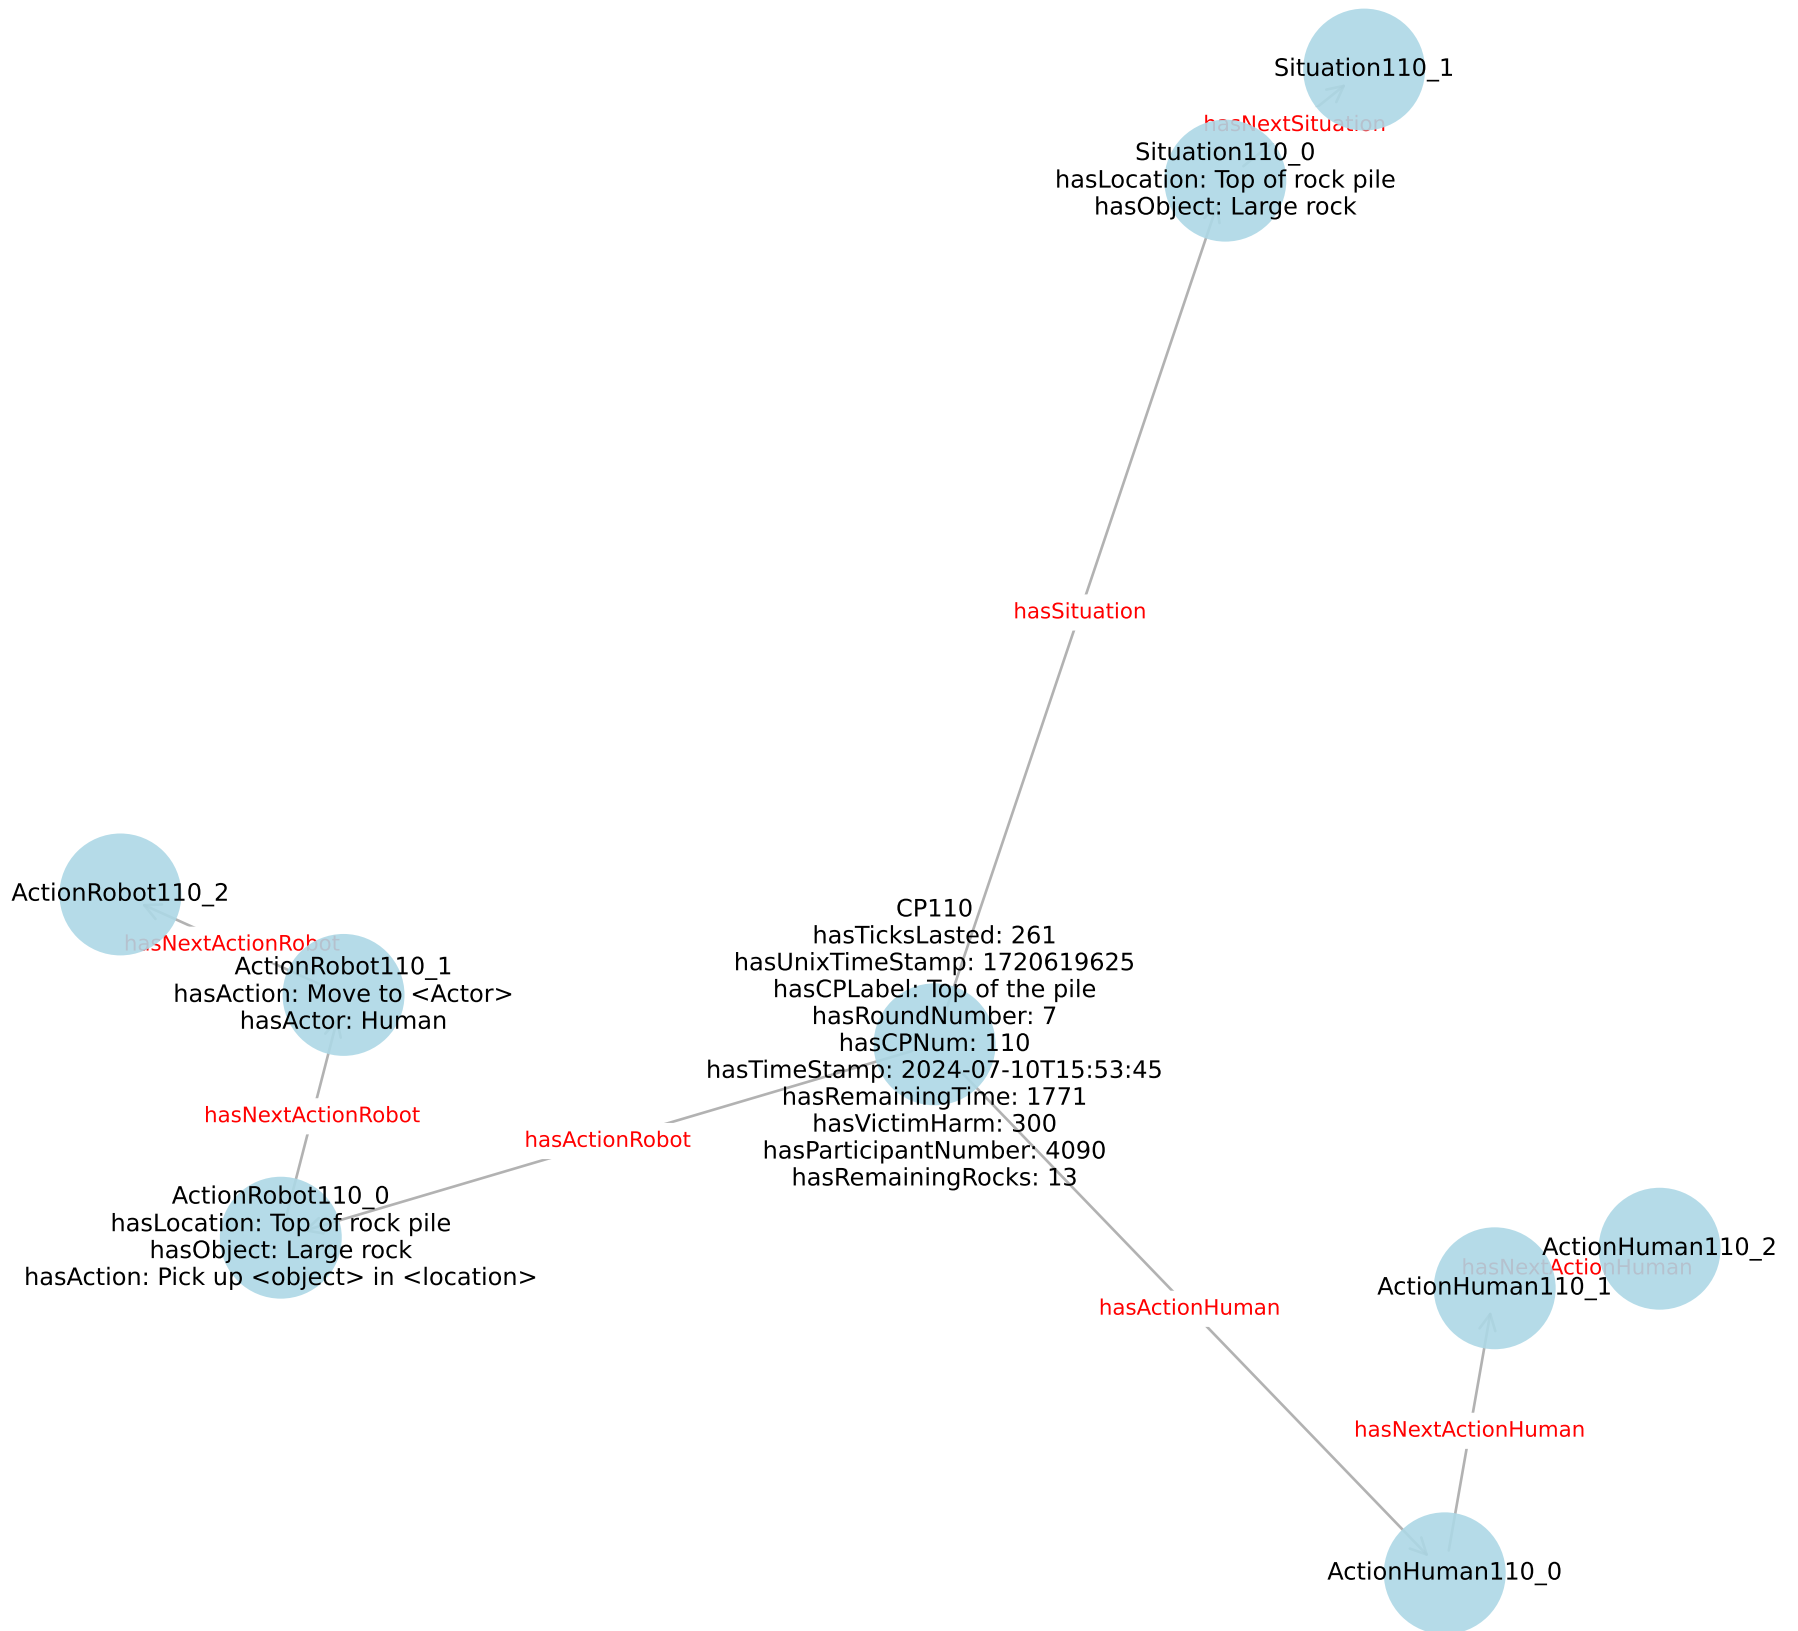 Situation110_1
hasNextSituation
Situation110_0
hasLocation: Top of rock pile
hasObject: Large rock
hasSituation
ActionRobot110_2
hasNextActionRobot
ActionRobot110_1
hasAction: Move to <Actor>
hasActor: Human
hasNextActionRobot
ActionRobot110_0
hasLocation: Top of rock pile
hasObject: Large rock
hasAction: Pick up <object> in <location>
hasActionRobot
CP110
hasTicksLasted: 261
hasUnixTimeStamp: 1720619625
hasCPLabel: Top of the pile
hasRoundNumber: 7
hasCPNum: 110
hasTimeStamp: 2024-07-10T15:53:45
hasRemainingTime: 1771
hasVictimHarm: 300
hasParticipantNumber: 4090
hasRemainingRocks: 13
hasActionHuman
ActionHuman110_2
hasNextActionHuman
ActionHuman110_1
hasNextActionHuman
ActionHuman110_0